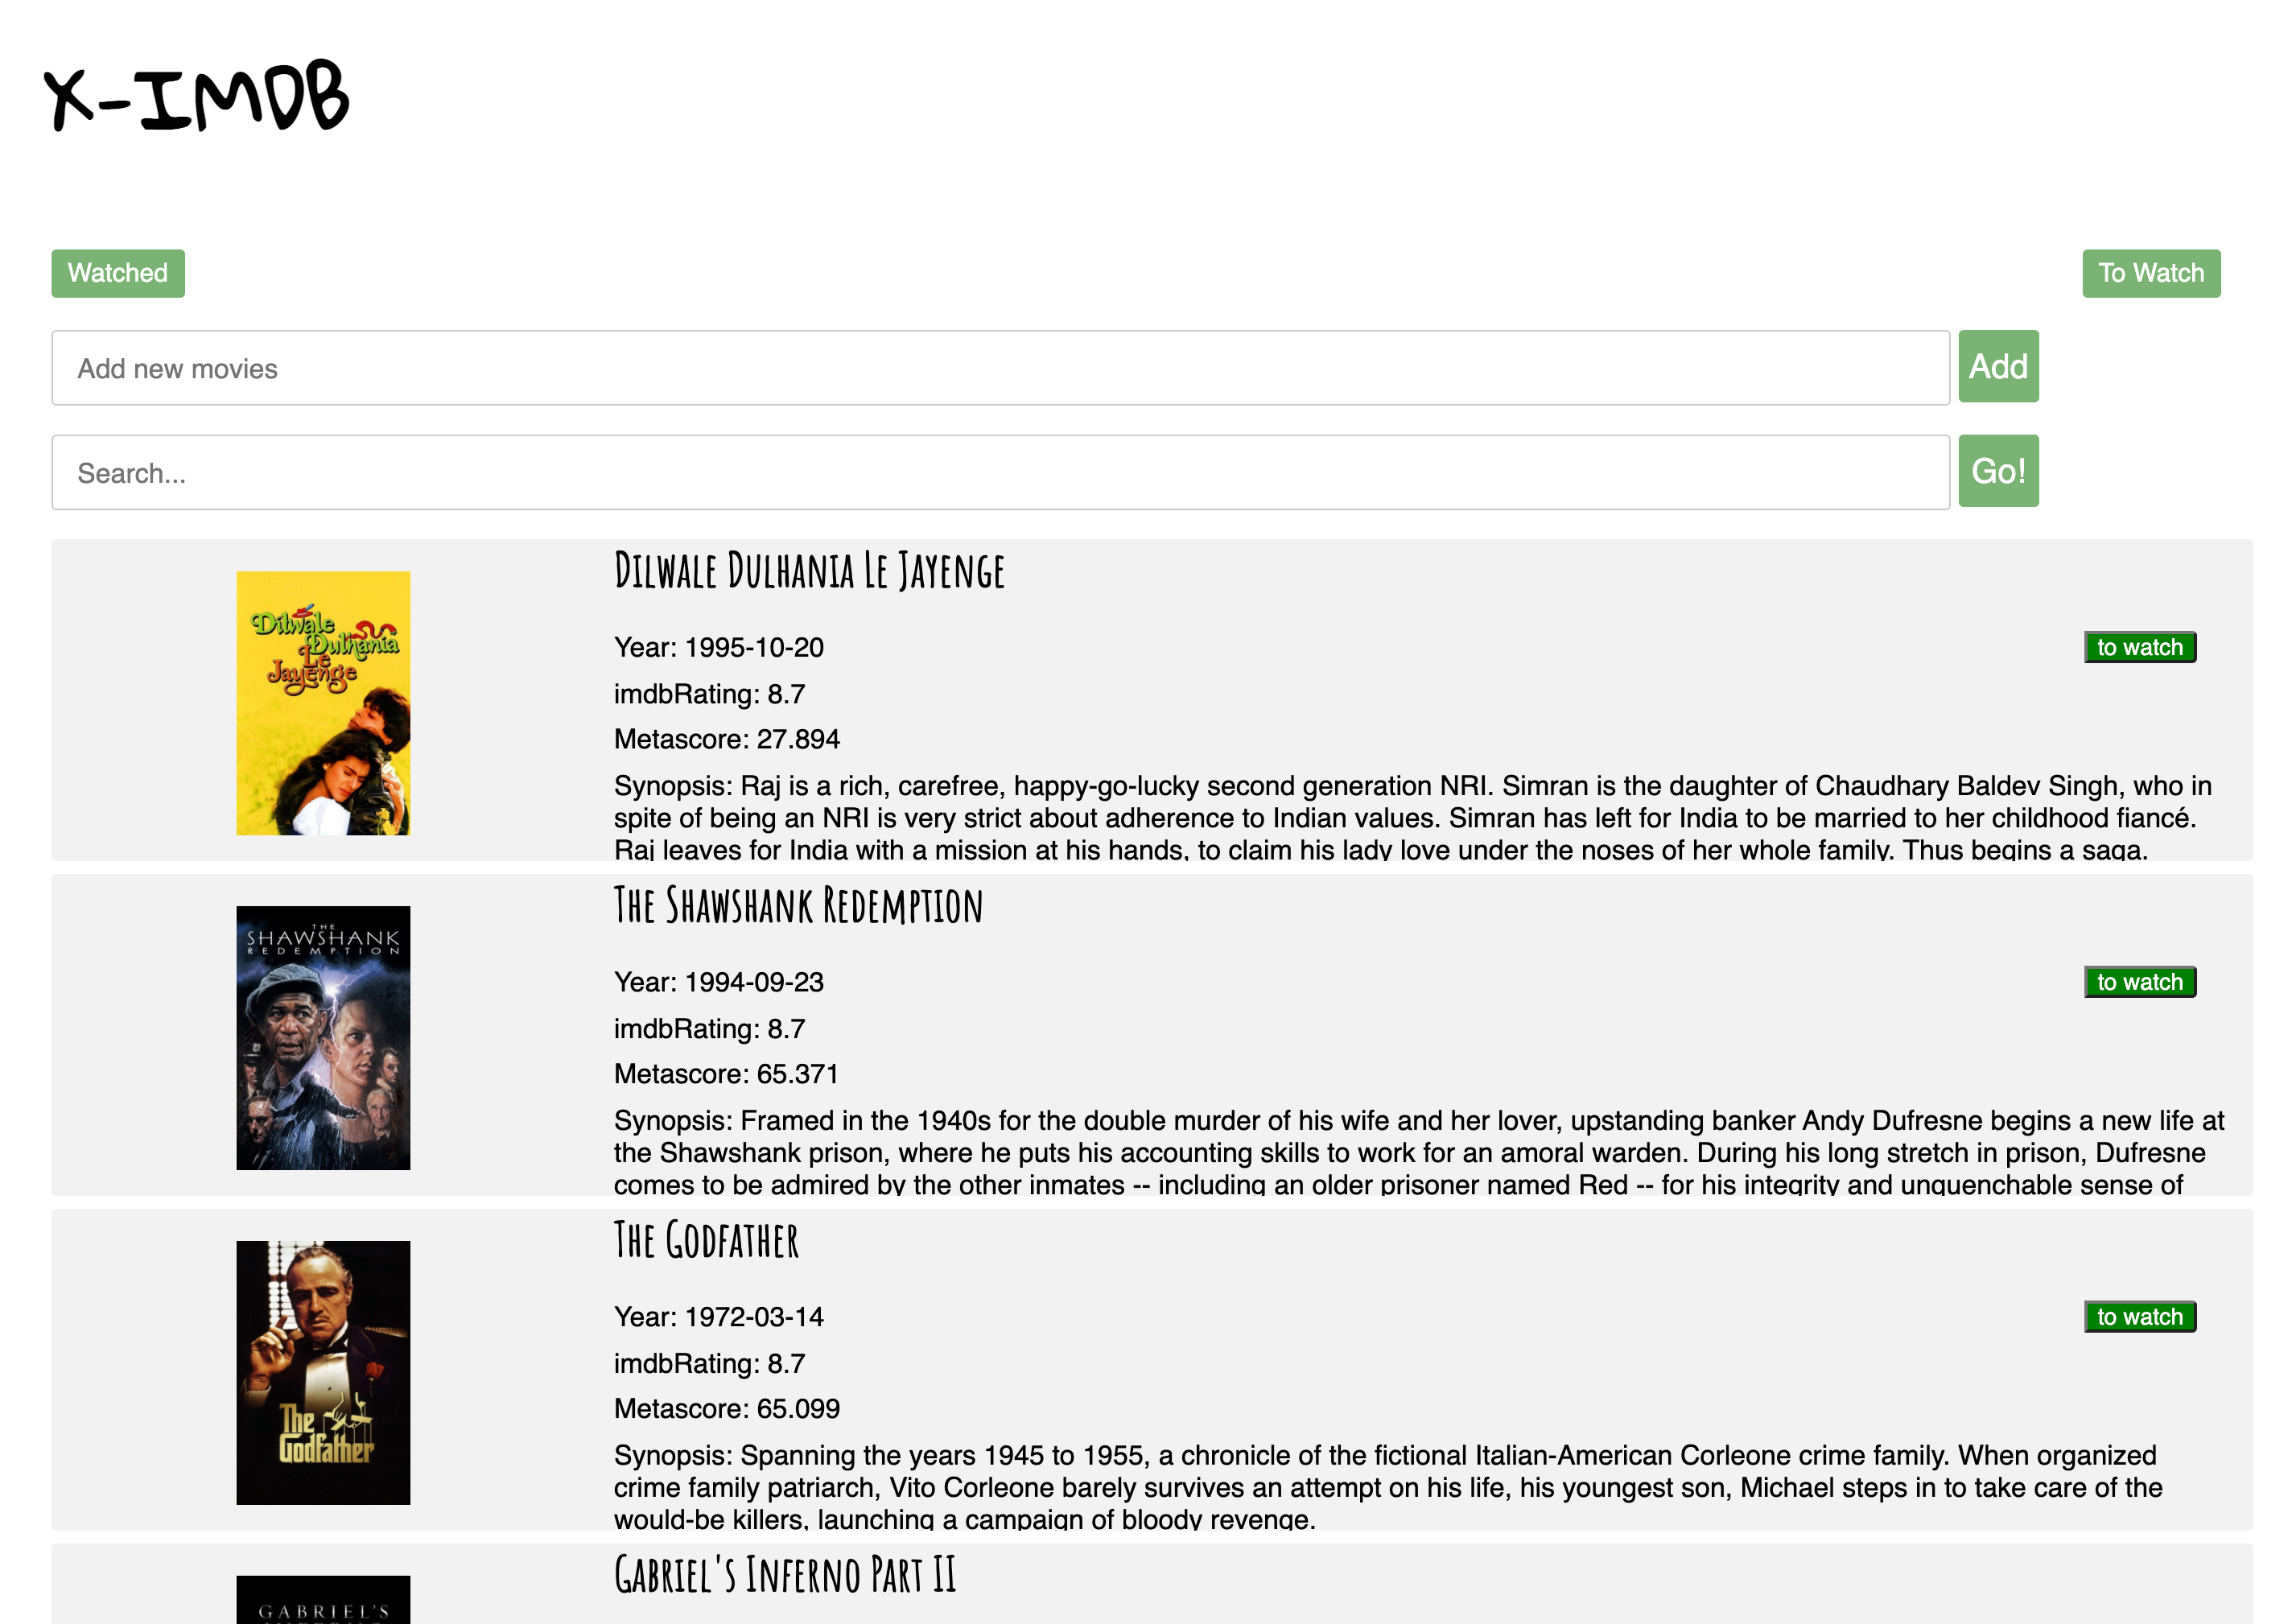 X-IMDB
Watched
To Watch
Add new movies
Add
Search...
Go!
Dilwale Dulhania Le Jayenge
Dilwale
Dulhania
Le
Jayenge
Year: 1995-10-20
to watch
imdbRating: 8.7
Metascore: 27.894
Synopsis: Raj is a rich, carefree, happy-go-lucky second generation NRI. Simran is the daughter of Chaudhary Baldev Singh, who in
spite of being an NRI is very strict about adherence to Indian values. Simran has left for India to be married to her childhood fiancé.
Raj leaves for India with a mission at his hands, to claim his lady love under the noses of her whole family. Thus begins a saga.
The Shawshank Redemption
THE
SHAWSHANK
REDEMPTION
Year: 1994-09-23
to watch
imdbRating: 8.7
Metascore: 65.371
Synopsis: Framed in the 1940s for the double murder of his wife and her lover, upstanding banker Andy Dufresne begins a new life at
the Shawshank prison, where he puts his accounting skills to work for an amoral warden. During his long stretch in prison, Dufresne
comes to be admired by the other inmates -- including an older prisoner named Red -- for his integrity and unquenchable sense of
The Godfather
The
Godfather
Year: 1972-03-14
to watch
imdbRating: 8.7
Metascore: 65.099
Synopsis: Spanning the years 1945 to 1955, a chronicle of the fictional Italian-American Corleone crime family. When organized
crime family patriarch, Vito Corleone barely survives an attempt on his life, his youngest son, Michael steps in to take care of the
would-be killers, launching a campaign of bloody revenge.
Gabriel's Inferno Part II
GABRIEL'S